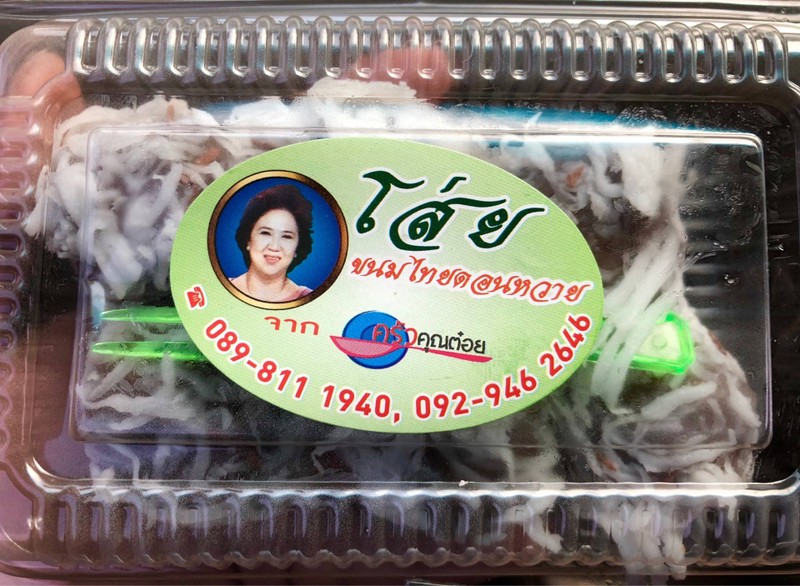 โส่ย
ขนมไทยดอนหวาย
จาก ครัวคุณต๋อย
089-811 1940, 092-946 2646